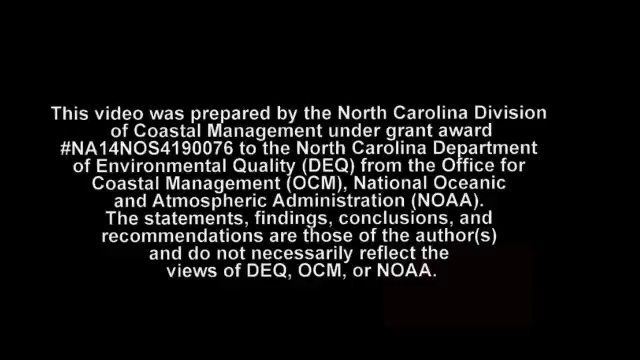 This video was prepared by the North Carolina Division
of Coastal Management under grant award
#NA14NOS4190076 to the North Carolina Department
of Environmental Quality (DEQ) from the Office for
Coastal Management (OCM), National Oceanic
and Atmospheric Administration (NOAA).
The statements, findings, conclusions, and
recommendations are those of the author(s)
and do not necessarily reflect the
views of DEQ, OCM, or NOAA.